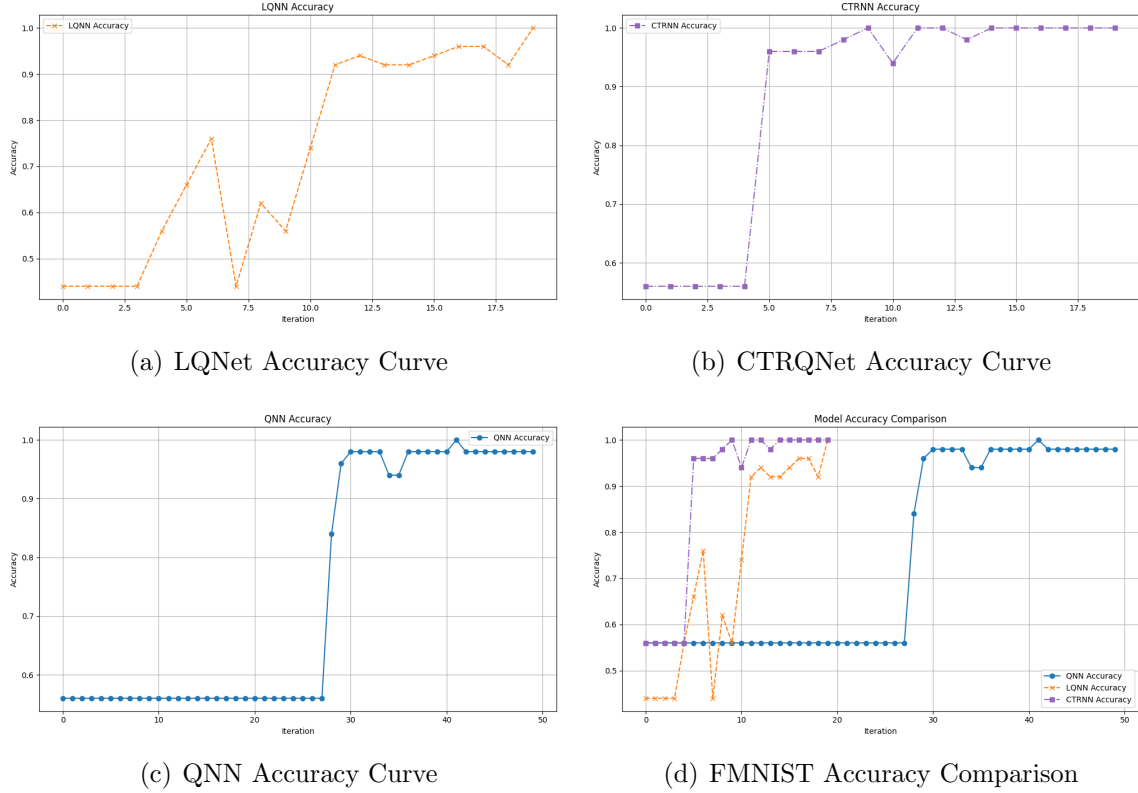 LQNN Accuracy
LQNN Accuracy
1.0
0.9
0.8
0.7
0.6
0.5
Accuracy
0.0 2.5 5.0 7.5 10.0 12.5 15.0 17.5
Iteration
(a) LQNet Accuracy Curve
CTRNN Accuracy
CTRNN Accuracy
1.0
0.9
0.8
0.7
0.6
Accuracy
0.0 2.5 5.0 7.5 10.0 12.5 15.0 17.5
Iteration
(b) CTRQNet Accuracy Curve
QNN Accuracy
QNN Accuracy
1.0
0.9
0.8
0.7
0.6
Accuracy
0 10 20 30 40 50
Iteration
(c) QNN Accuracy Curve
Model Accuracy Comparison
1.0
0.9
0.8
0.7
0.6
0.5
Accuracy
QNN Accuracy
LQNN Accuracy
CTRNN Accuracy
0 10 20 30 40 50
Iteration
(d) FMNIST Accuracy Comparison